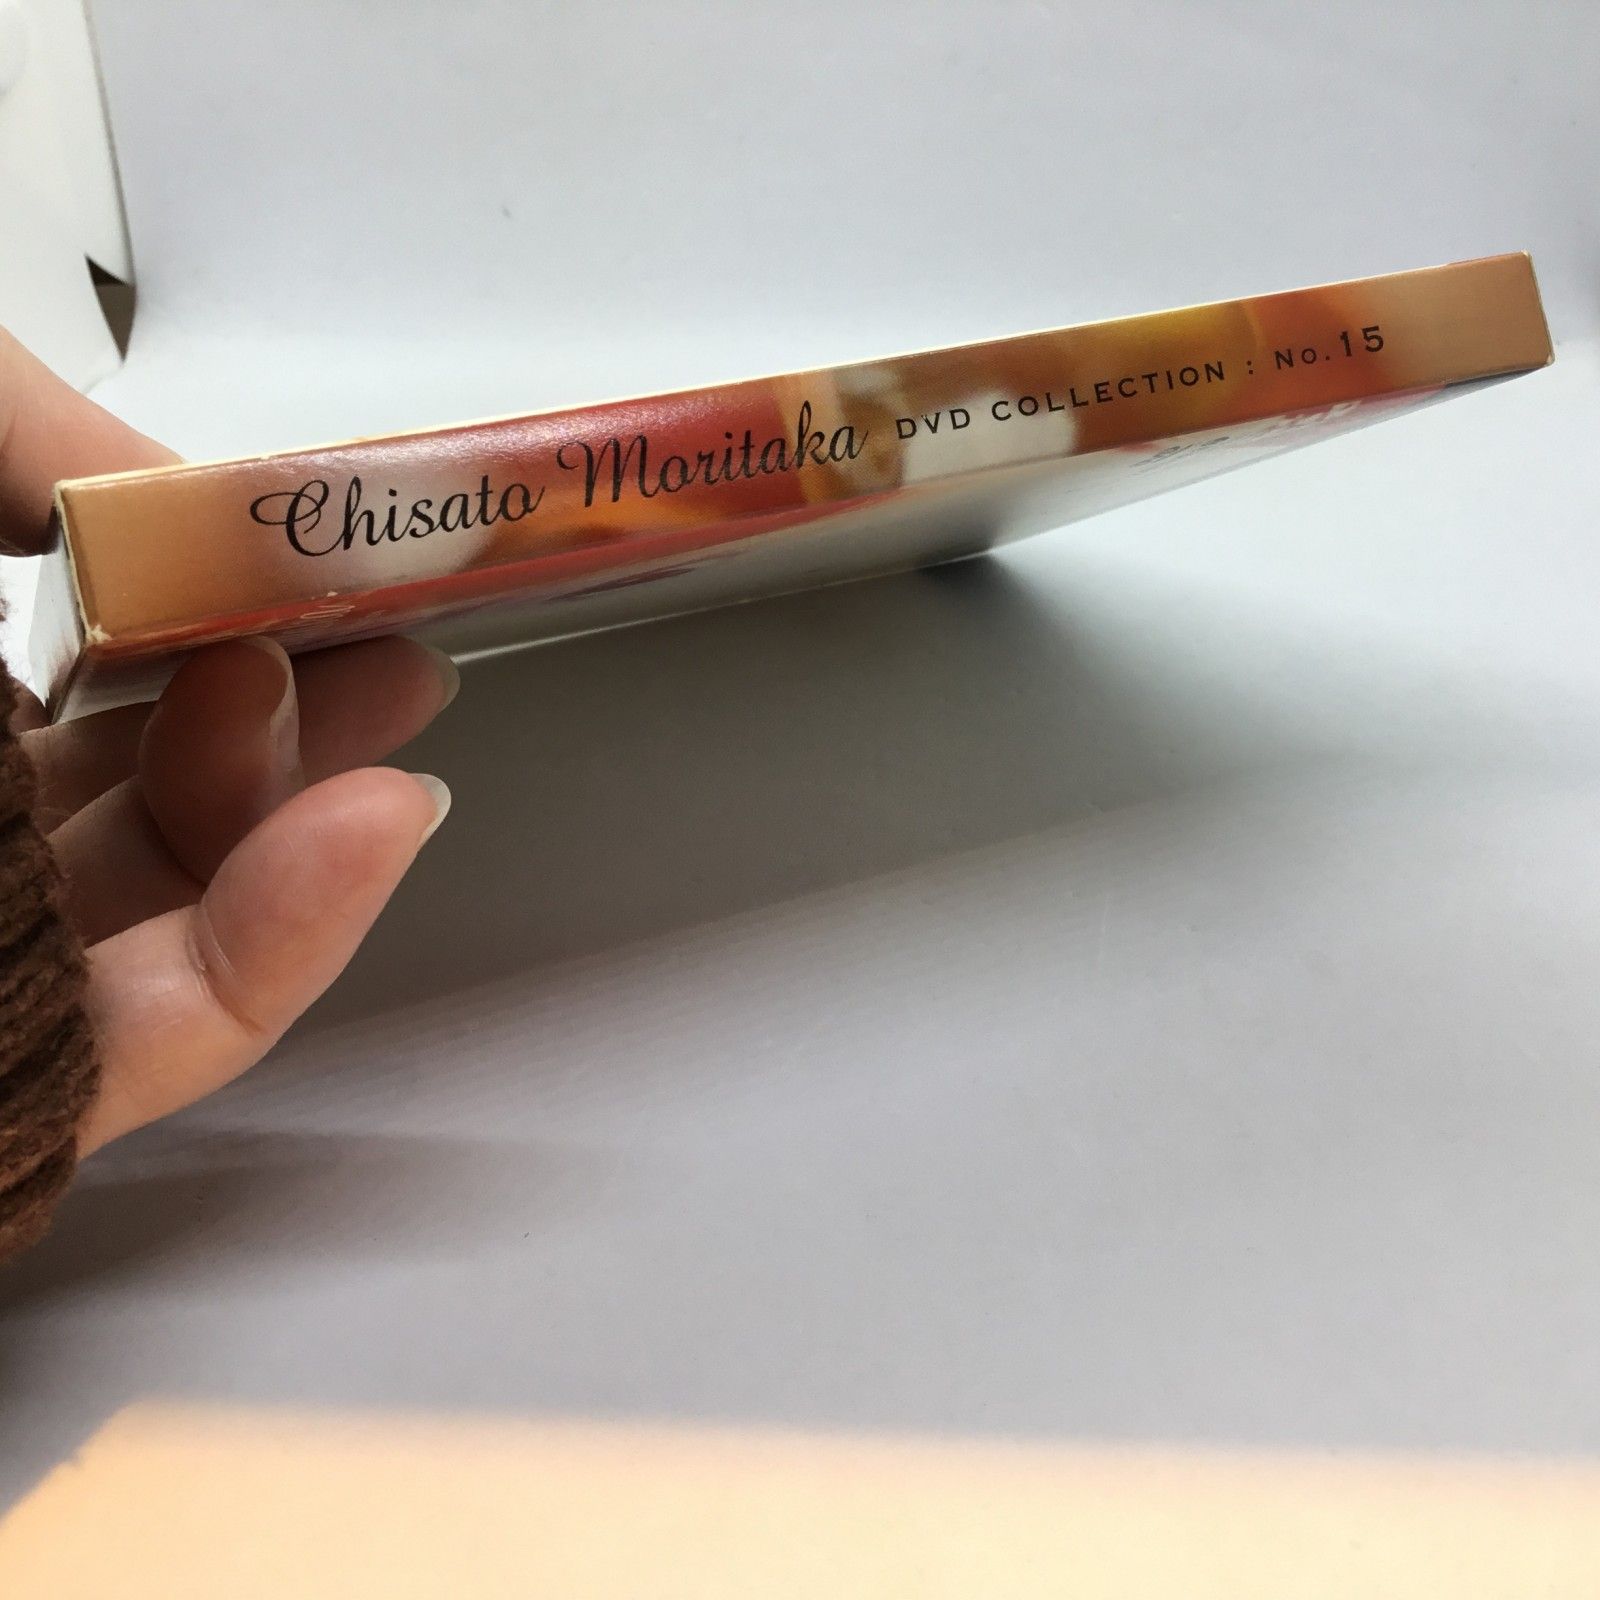 Chisato Moritaka DVD COLLECTION : No.15